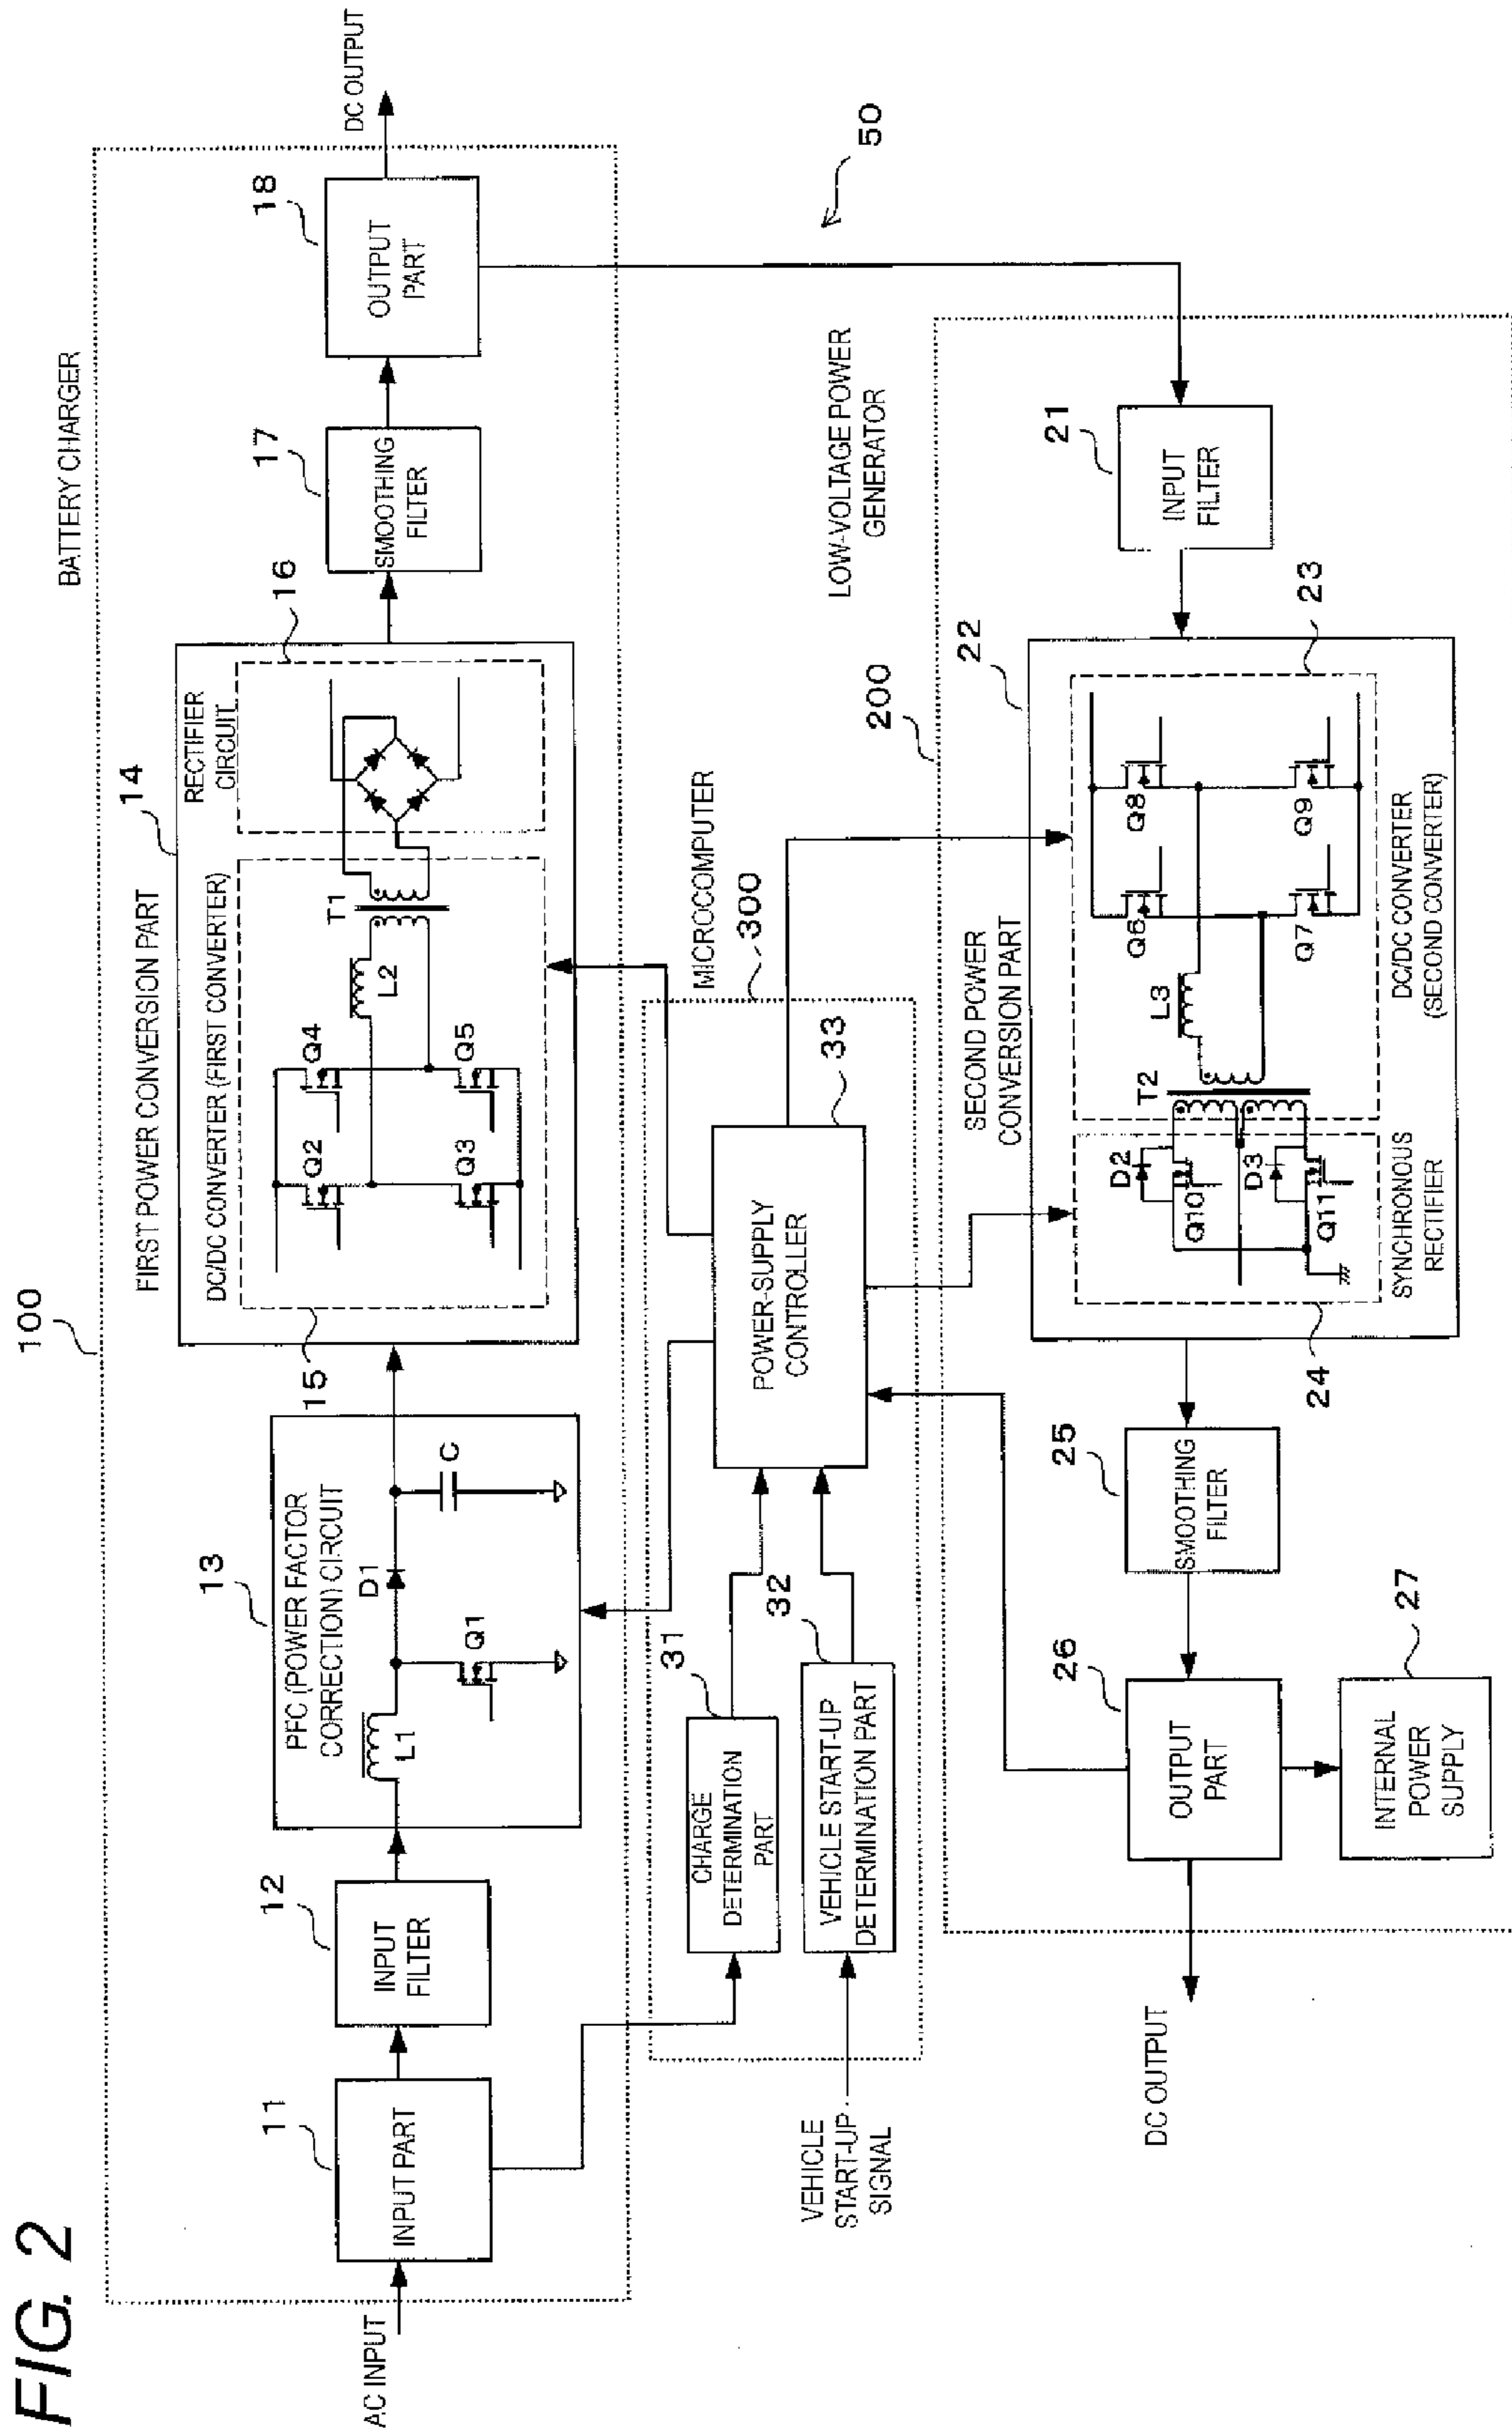 FIG. 2
100
BATTERY CHARGER
AC INPUT
11
INPUT PART
12
INPUT
FILTER
13
PFC (POWER FACTOR
CORRECTION) CIRCUIT
L1
D1
Q1
C
14
FIRST POWER CONVERSION PART
DC/DC CONVERTER (FIRST CONVERTER)
15
Q2
Q3
Q4
Q5
L2
T1
RECTIFIER
CIRCUIT
16
17
SMOOTHING
FILTER
18
OUTPUT
PART
DC OUTPUT
50
MICROCOMPUTER
300
31
CHARGE
DETERMINATION
PART
32
VEHICLE START-UP
DETERMINATION PART
VEHICLE
START-UP
SIGNAL
33
POWER-SUPPLY
CONTROLLER
LOW-VOLTAGE POWER
GENERATOR
200
21
INPUT
FILTER
22
SECOND POWER
CONVERSION PART
23
Q6
Q7
Q8
Q9
L3
T2
DC/DC CONVERTER
(SECOND CONVERTER)
D2
Q10
D3
Q11
SYNCHRONOUS
RECTIFIER
24
25
SMOOTHING
FILTER
26
OUTPUT
PART
27
INTERNAL
POWER
SUPPLY
DC OUTPUT